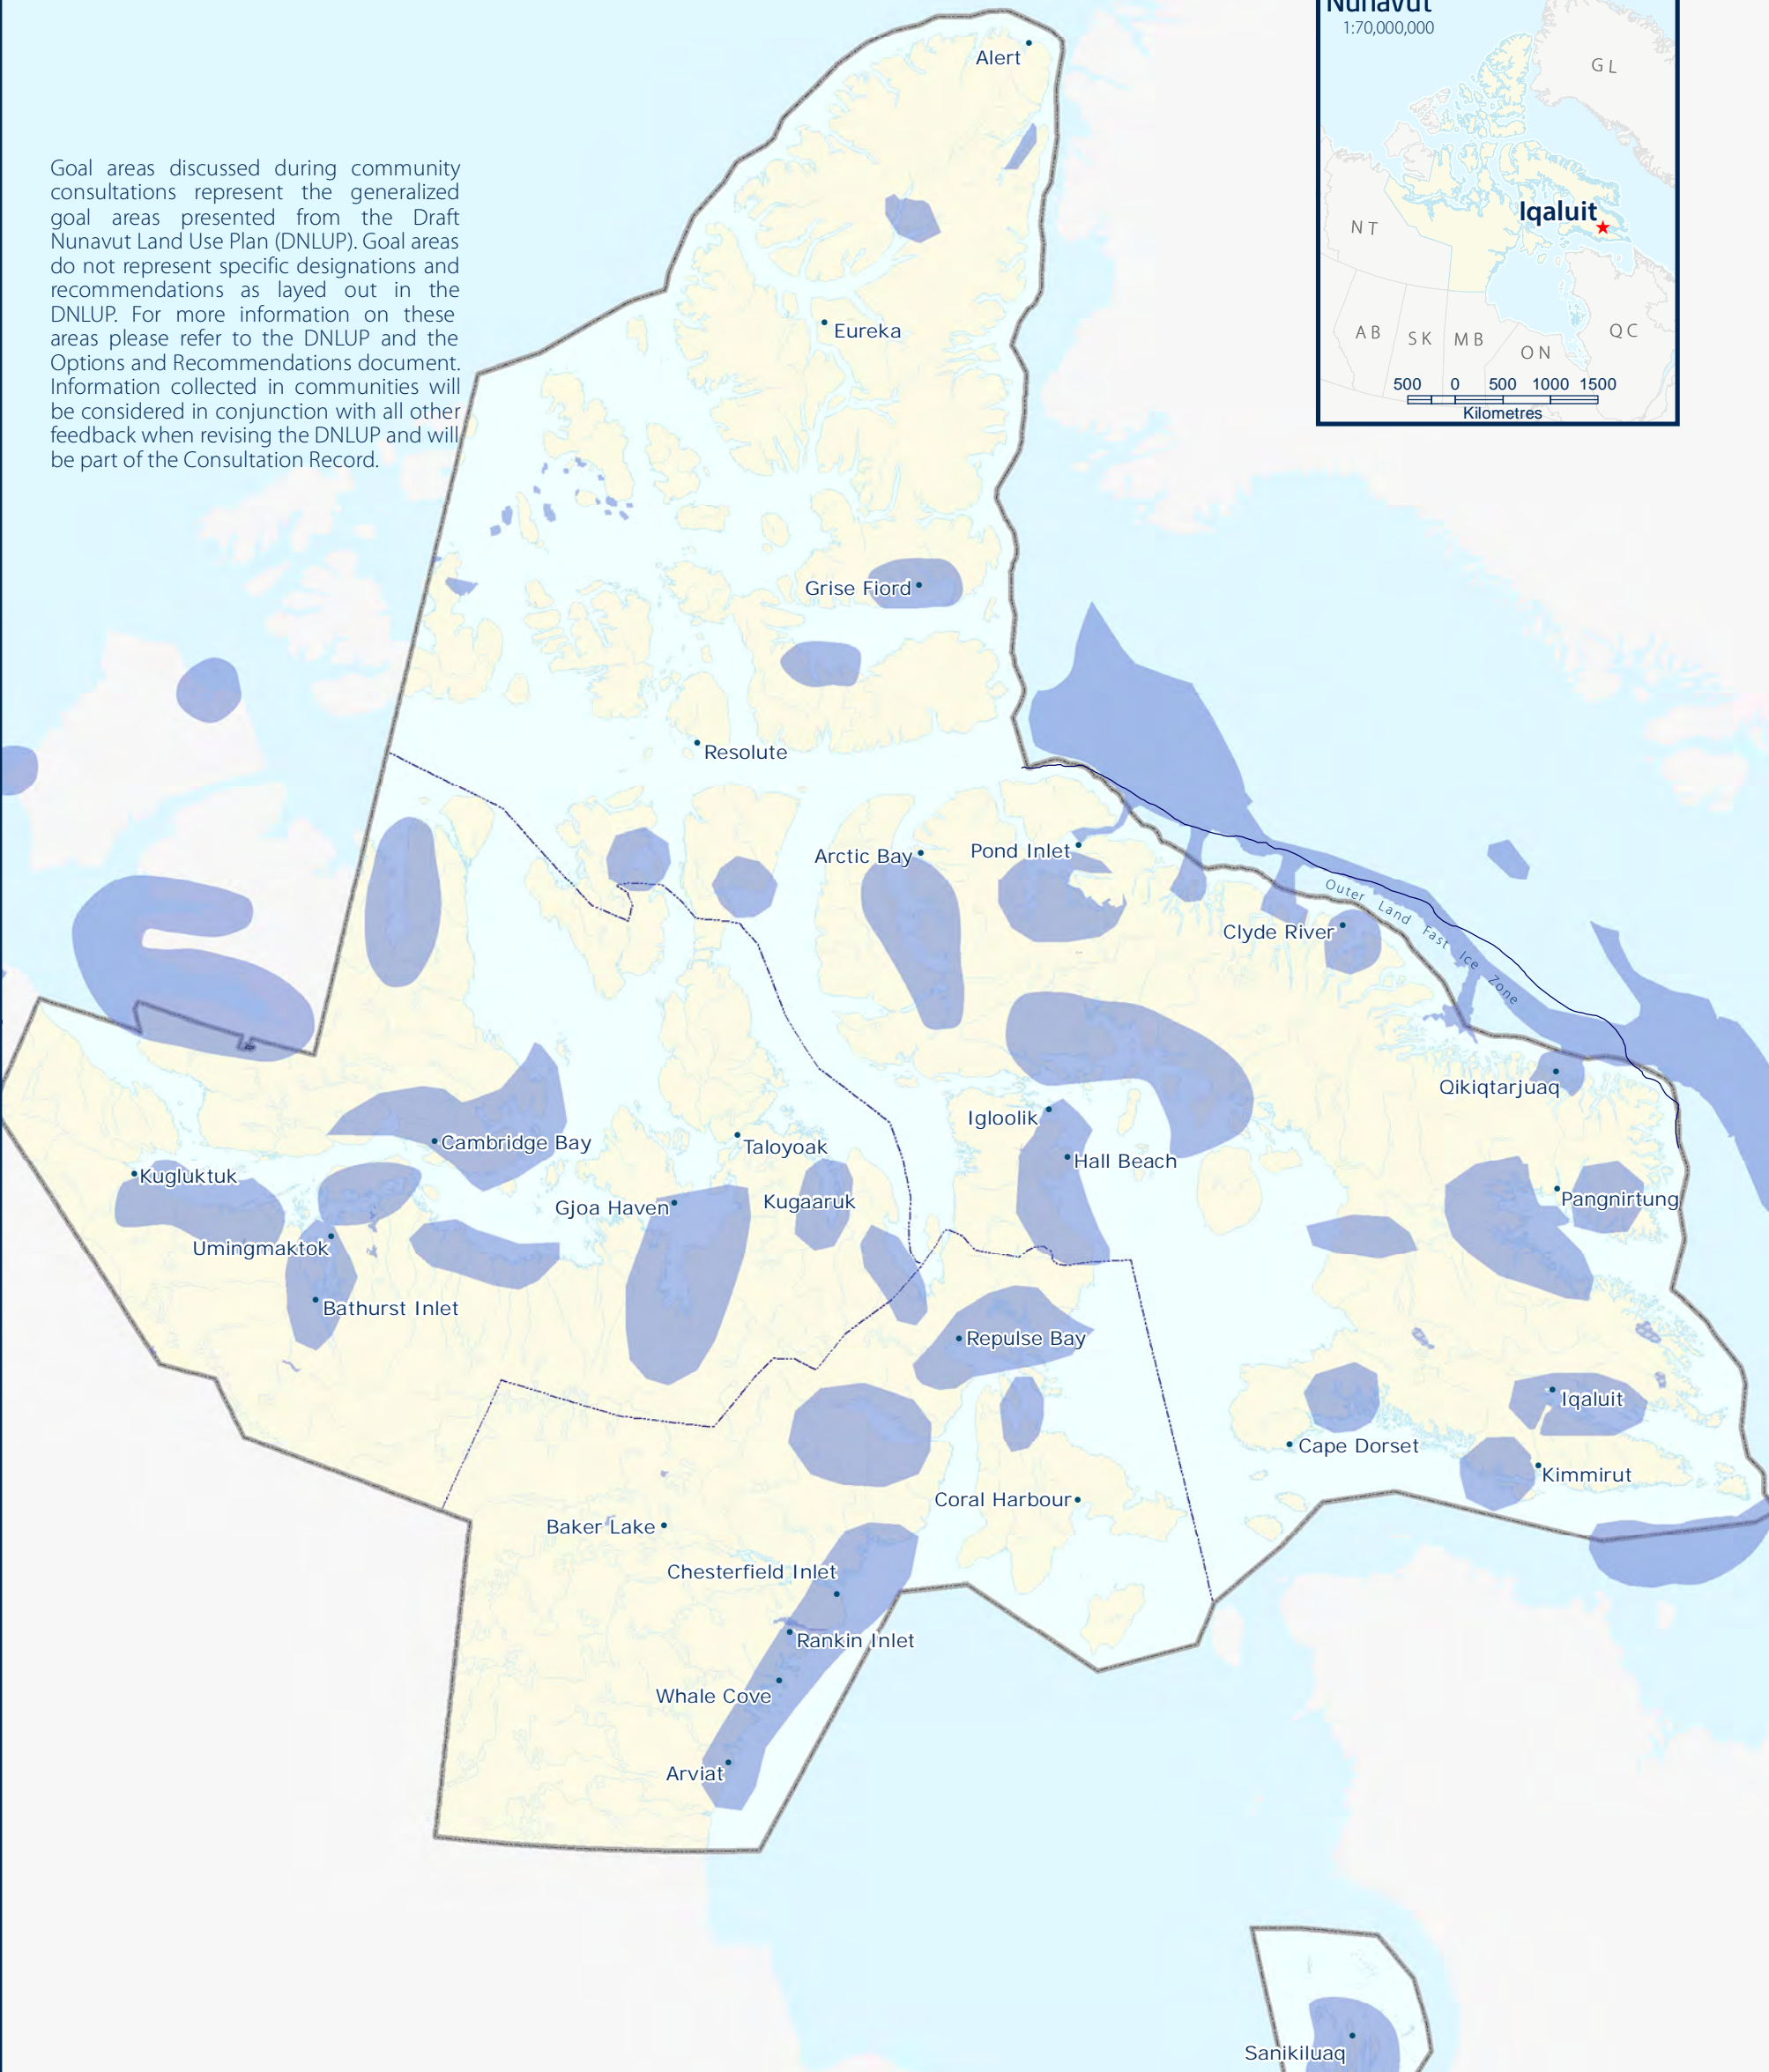 Goal areas discussed during community
consultations represent the generalized
goal areas presented from the Draft
Nunavut Land Use Plan (DNLUP). Goal areas
do not represent specific designations and
recommendations as layed out in the
DNLUP. For more information on these
areas please refer to the DNLUP and the
Options and Recommendations document.
Information collected in communities will
be considered in conjunction with all other
feedback when revising the DNLUP and will
be part of the Consultation Record.
Nunavut
1:70,000,000
GL
Iqaluit
NT
AB
SK
MB
ON
QC
500 0 500 1000 1500
Kilometres
Alert
Eureka
Grise Fiord
Resolute
Arctic Bay
Pond Inlet
Outer Land Fast Ice Zone
Clyde River
Qikiqtarjuaq
Igloolik
Cambridge Bay
Taloyoak
Hall Beach
Kugluktuk
Gjoa Haven
Kugaaruk
Pangnirtung
Umingmaktok
Bathurst Inlet
Repulse Bay
Iqaluit
Cape Dorset
Kimmirut
Coral Harbour
Baker Lake
Chesterfield Inlet
Rankin Inlet
Whale Cove
Arviat
Sanikiluaq